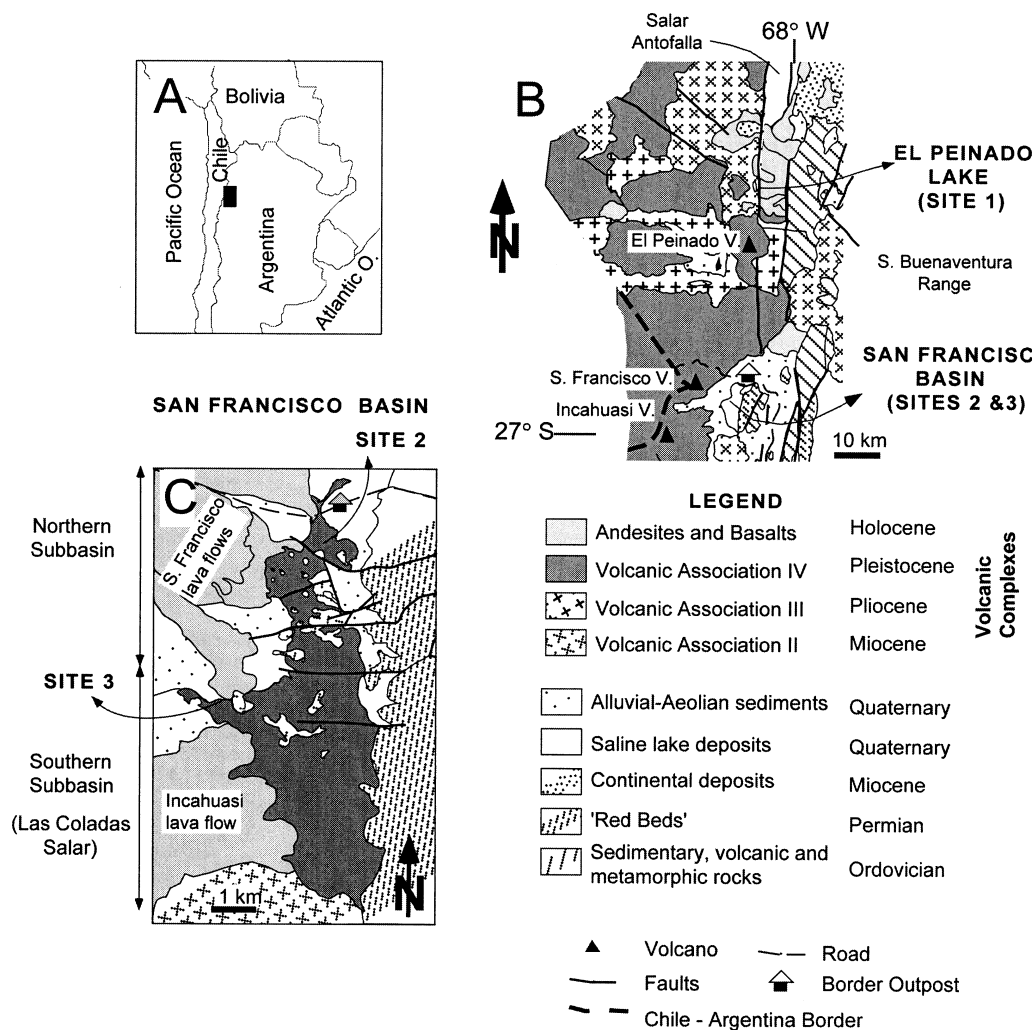 A
Bolivia
Chile
Pacific Ocean
Argentina
Atlantic O.
B
Salar
Antofalla
68° W
N
EL PEINADO
LAKE
(SITE 1)
El Peinado V.
S. Buenaventura
Range
S. Francisco V.
Incahuasi V.
27° S
SAN FRANCISC
BASIN
(SITES 2 &3)
10 km
SAN FRANCISCO BASIN
SITE 2
C
Northern
Subbasin
S. Francisco
lava flows
SITE 3
Southern
Subbasin
(Las Coladas
Salar)
Incahuasi
lava flow
1 km
N
LEGEND
Andesites and Basalts Holocene
Volcanic Association IV Pleistocene
Volcanic Association III Pliocene
Volcanic Association II Miocene
Volcanic
Complexes
Alluvial-Aeolian sediments Quaternary
Saline lake deposits Quaternary
Continental deposits Miocene
'Red Beds' Permian
Sedimentary, volcanic and
metamorphic rocks Ordovician
Volcano Road
Faults Border Outpost
Chile - Argentina Border